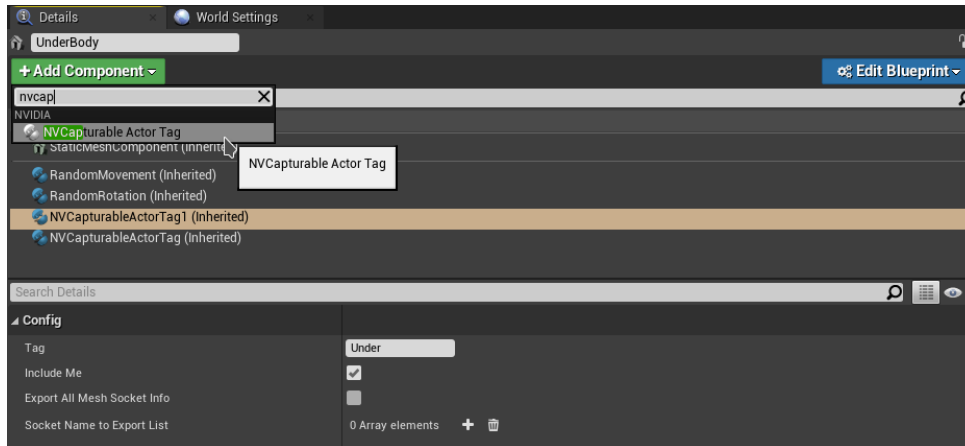 Details
World Settings
UnderBody
+ Add Component
Edit Blueprint
nvcap
NVIDIA
NVCapturable Actor Tag
StaticMeshComponent (Inherite
NVCapturable Actor Tag
RandomMovement (Inherited)
RandomRotation (Inherited)
NVCapturableActorTag1 (Inherited)
NVCapturableActorTag (Inherited)
Search Details
Config
Tag
Under
Include Me
Export All Mesh Socket Info
Socket Name to Export List
0 Array elements